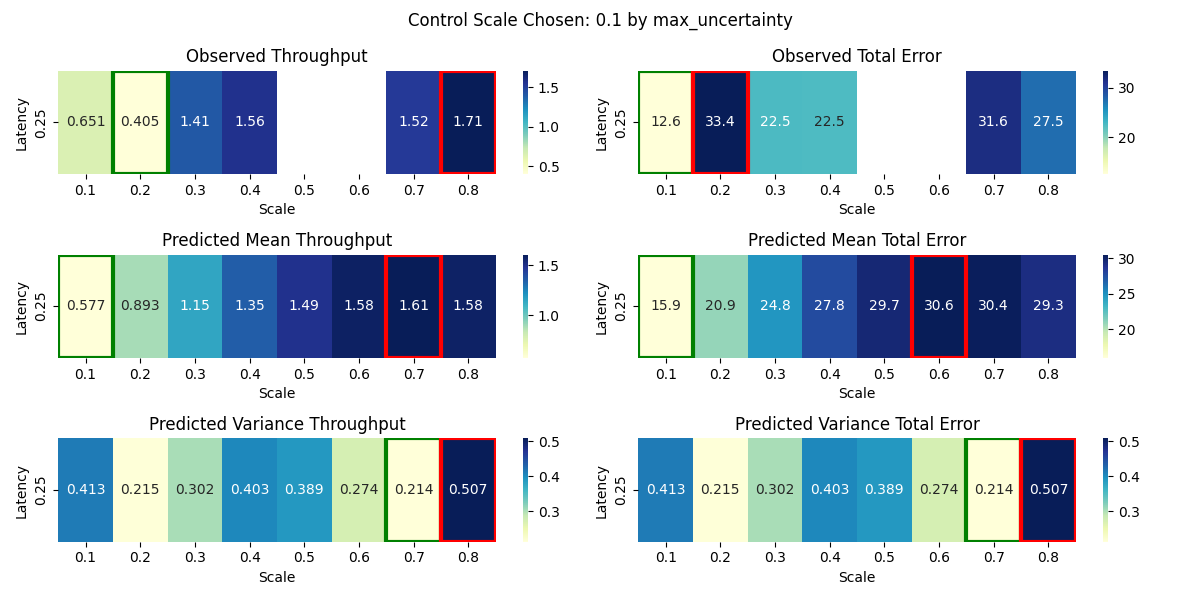 Control Scale Chosen: 0.1 by max_uncertainty
Observed Throughput
Latency
0.25
0.651 0.405 1.41 1.56 1.52 1.71
0.1 0.2 0.3 0.4 0.5 0.6 0.7 0.8
Scale
1.5
1.0
0.5
Observed Total Error
Latency
0.25
12.6 33.4 22.5 22.5 31.6 27.5
0.1 0.2 0.3 0.4 0.5 0.6 0.7 0.8
Scale
30
20
Predicted Mean Throughput
Latency
0.25
0.577 0.893 1.15 1.35 1.49 1.58 1.61 1.58
0.1 0.2 0.3 0.4 0.5 0.6 0.7 0.8
Scale
1.5
1.0
Predicted Mean Total Error
Latency
0.25
15.9 20.9 24.8 27.8 29.7 30.6 30.4 29.3
0.1 0.2 0.3 0.4 0.5 0.6 0.7 0.8
Scale
30
25
20
Predicted Variance Throughput
Latency
0.25
0.413 0.215 0.302 0.403 0.389 0.274 0.214 0.507
0.1 0.2 0.3 0.4 0.5 0.6 0.7 0.8
Scale
0.5
0.4
0.3
Predicted Variance Total Error
Latency
0.25
0.413 0.215 0.302 0.403 0.389 0.274 0.214 0.507
0.1 0.2 0.3 0.4 0.5 0.6 0.7 0.8
Scale
0.5
0.4
0.3